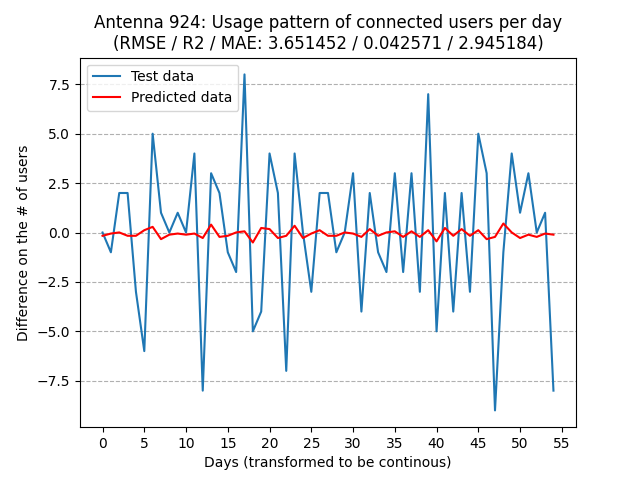 Antenna 924: Usage pattern of connected users per day
(RMSE / R2 / MAE: 3.651452 / 0.042571 / 2.945184)
Test data
Predicted data
Difference on the # of users
7.5
5.0
2.5
0.0
−2.5
−5.0
−7.5
0 5 10 15 20 25 30 35 40 45 50 55
Days (transformed to be continous)